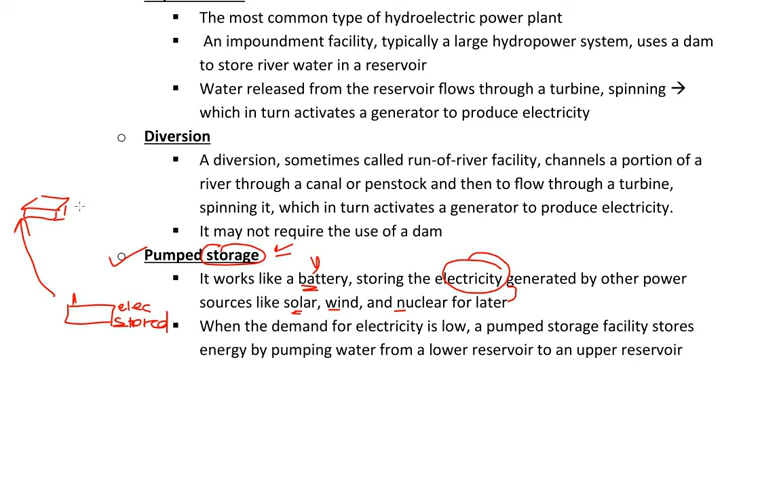 ▪ The most common type of hydroelectric power plant
▪ An impoundment facility, typically a large hydropower system, uses a dam
to store river water in a reservoir
▪ Water released from the reservoir flows through a turbine, spinning →
which in turn activates a generator to produce electricity
o Diversion
▪ A diversion, sometimes called run-of-river facility, channels a portion of a
river through a canal or penstock and then to flow through a turbine,
spinning it, which in turn activates a generator to produce electricity.
▪ It may not require the use of a dam
o Pumped storage
▪ It works like a battery, storing the electricity generated by other power
sources like solar, wind, and nuclear for later
elec
stored
▪ When the demand for electricity is low, a pumped storage facility stores
energy by pumping water from a lower reservoir to an upper reservoir